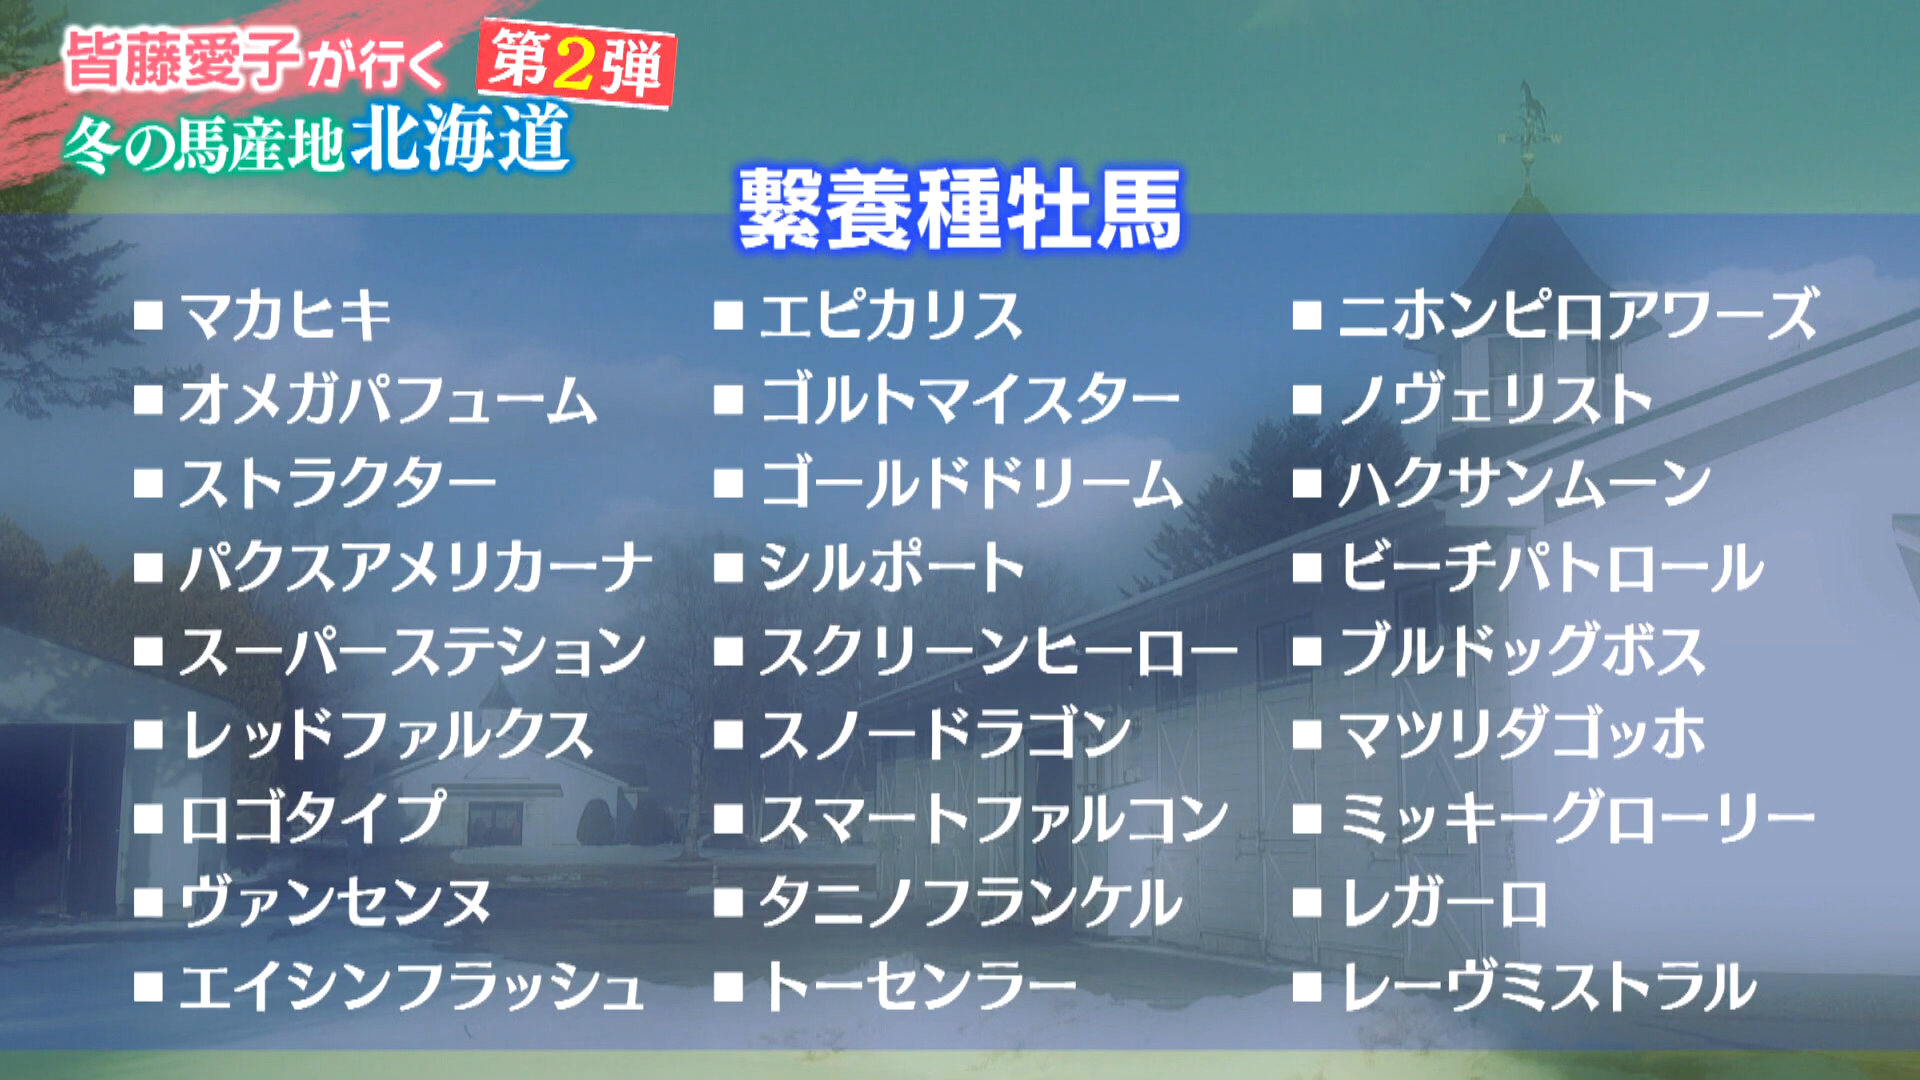 皆藤愛子が行く 第2弾
冬の馬産地北海道
繋養種牡馬
■マカヒキ
■オメガパフューム
■ストラクター
■パクスアメリカーナ
■スーパーステション
■レッドファルクス
■ロゴタイプ
■ヴァンセンヌ
■エイシンフラッシュ
■エピカリス
■ゴルトマイスター
■ゴールドドリーム
■シルポート
■スクリーンヒーロー
■スノードラゴン
■スマートファルコン
■タニノフランケル
■トーセンラー
■ニホンピロアワーズ
■ノヴェリスト
■ハクサンムーン
■ビーチパトロール
■ブルドッグボス
■マツリダゴッホ
■ミッキーグローリー
■レガーロ
■レーヴミストラル